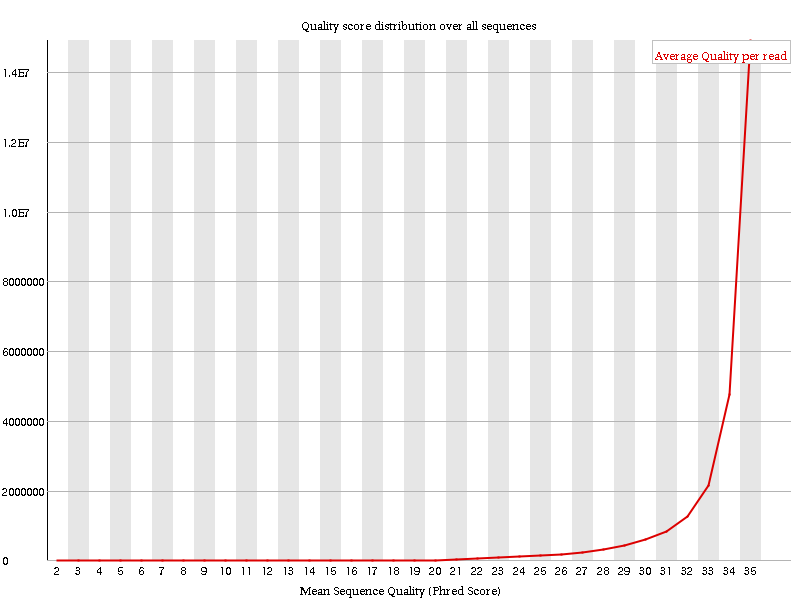 Quality score distribution over all sequences
Average Quality per read
1.4E7
1.2E7
1.0E7
8000000
6000000
4000000
2000000
0
2 3 4 5 6 7 8 9 10 11 12 13 14 15 16 17 18 19 20 21 22 23 24 25 26 27 28 29 30 31 32 33 34 35
Mean Sequence Quality (Phred Score)